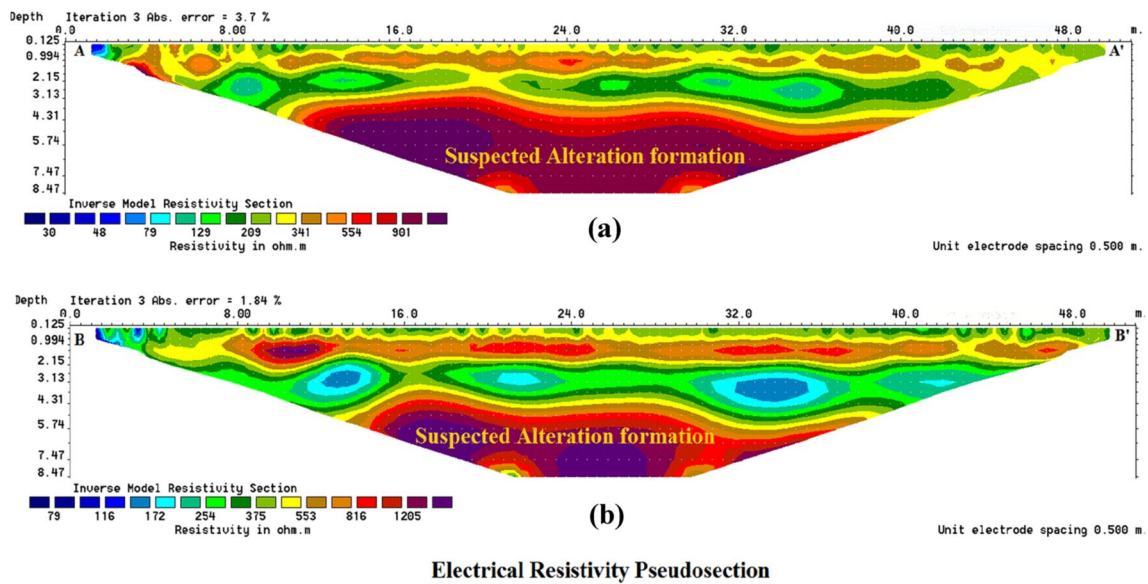 Depth Iteration 3 Abs. error = 3.7 %
0.0 8.00 16.0 24.0 32.0 40.0 48.0 m.
0.125
A A'
0.994
2.15
3.13
4.31
5.74
Suspected Alteration formation
7.47
8.47
Inverse Model Resistivity Section
30 48 79 129 209 341 554 901
Resistivity in ohm.m
(a)
Unit electrode spacing 0.500 m.
Depth Iteration 3 Abs. error = 1.84 %
0.0 8.00 16.0 24.0 32.0 40.0 48.0 m.
0.125
B B'
0.994
2.15
3.13
4.31
5.74
Suspected Alteration formation
7.47
8.47
Inverse Model Resistivity Section
79 116 172 254 375 553 816 1205
Resistivity in ohm.m
(b)
Unit electrode spacing 0.500 m.
Electrical Resistivity Pseudosection